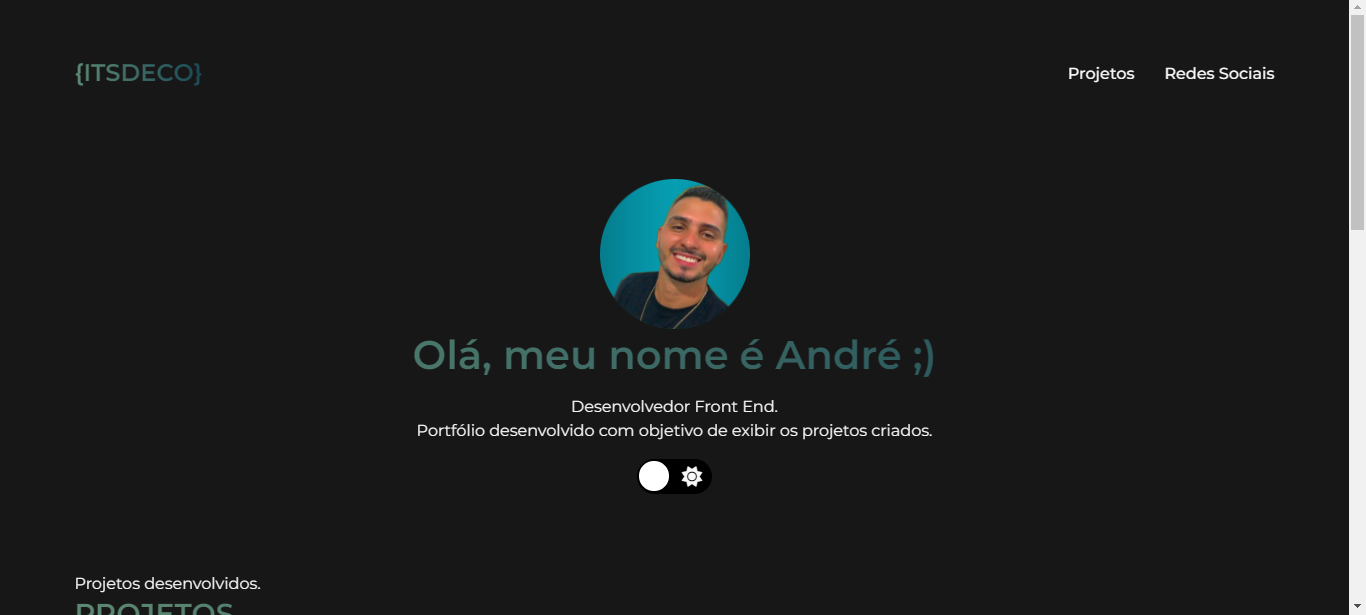 {ITSDECO}
Projetos
Redes Sociais
Olá, meu nome é André ;)
Desenvolvedor Front End.
Portfólio desenvolvido com objetivo de exibir os projetos criados.
Projetos desenvolvidos.
PROJETOS